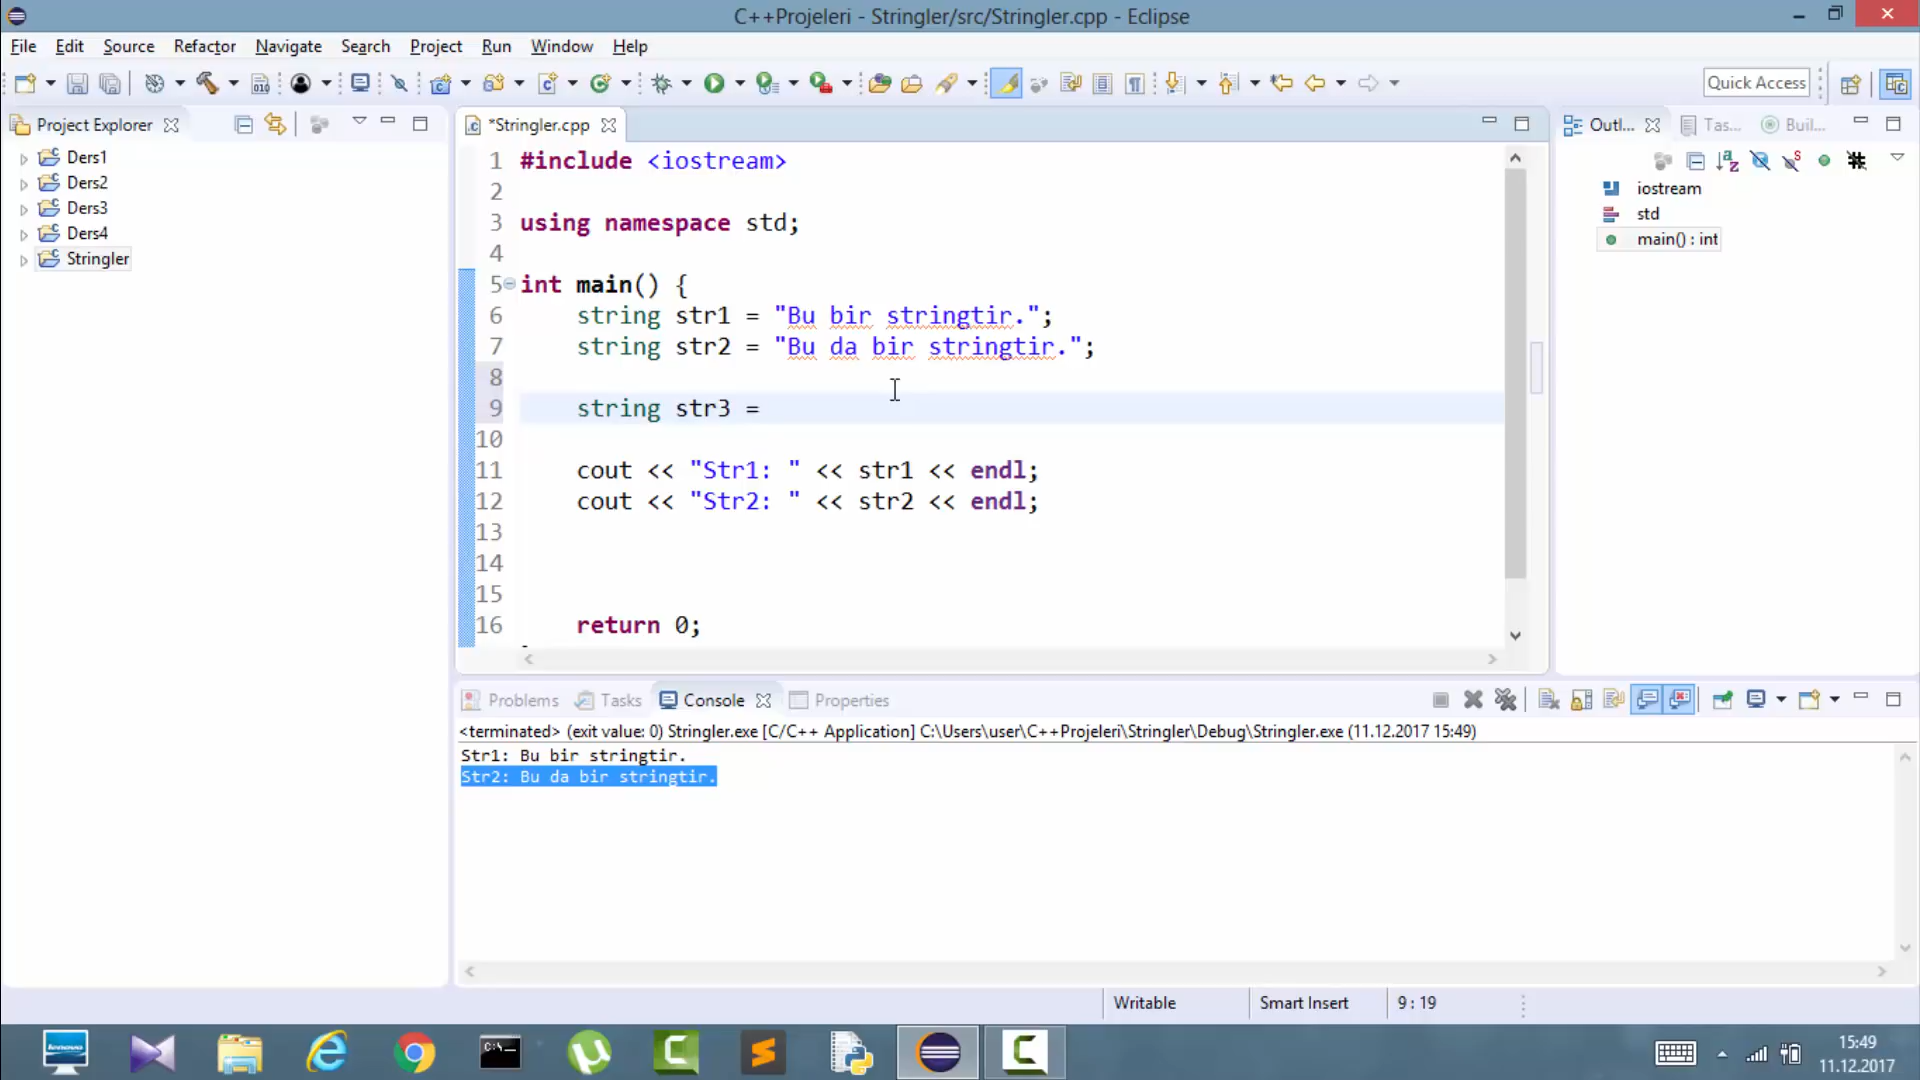 C++Projeleri - Stringler/src/Stringler.cpp - Eclipse
File Edit Source Refactor Navigate Search Project Run Window Help
Quick Access
Project Explorer
Ders1
Ders2
Ders3
Ders4
Stringler
*Stringler.cpp
1 #include <iostream>
2
3 using namespace std;
4
5 int main() {
6 string str1 = "Bu bir stringtir.";
7 string str2 = "Bu da bir stringtir.";
8
9 string str3 =
10
11 cout << "Str1: " << str1 << endl;
12 cout << "Str2: " << str2 << endl;
13
14
15
16 return 0;
Outl... Tas... Buil...
iostream
std
main() : int
Problems Tasks Console Properties
<terminated> (exit value: 0) Stringler.exe [C/C++ Application] C:\Users\user\C++Projeleri\Stringler\Debug\Stringler.exe (11.12.2017 15:49)
Str1: Bu bir stringtir.
Str2: Bu da bir stringtir.
Writable Smart Insert 9 : 19
15:49
11.12.2017